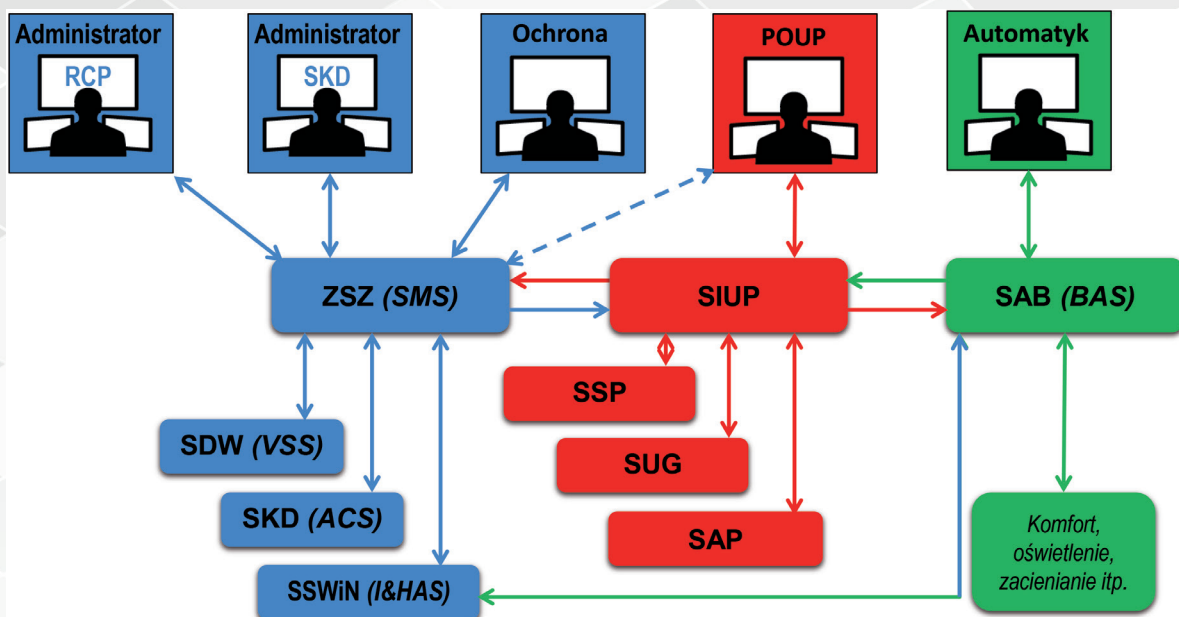 Administrator
RCP
Administrator
SKD
Ochrona
POUP
Automatyk
ZSZ (SMS)
SIUP
SAB (BAS)
SSP
SDW (VSS)
SUG
SKD (ACS)
SAP
SSWiN (I&HAS)
Komfort,
oświetlenie,
zacienianie itp.